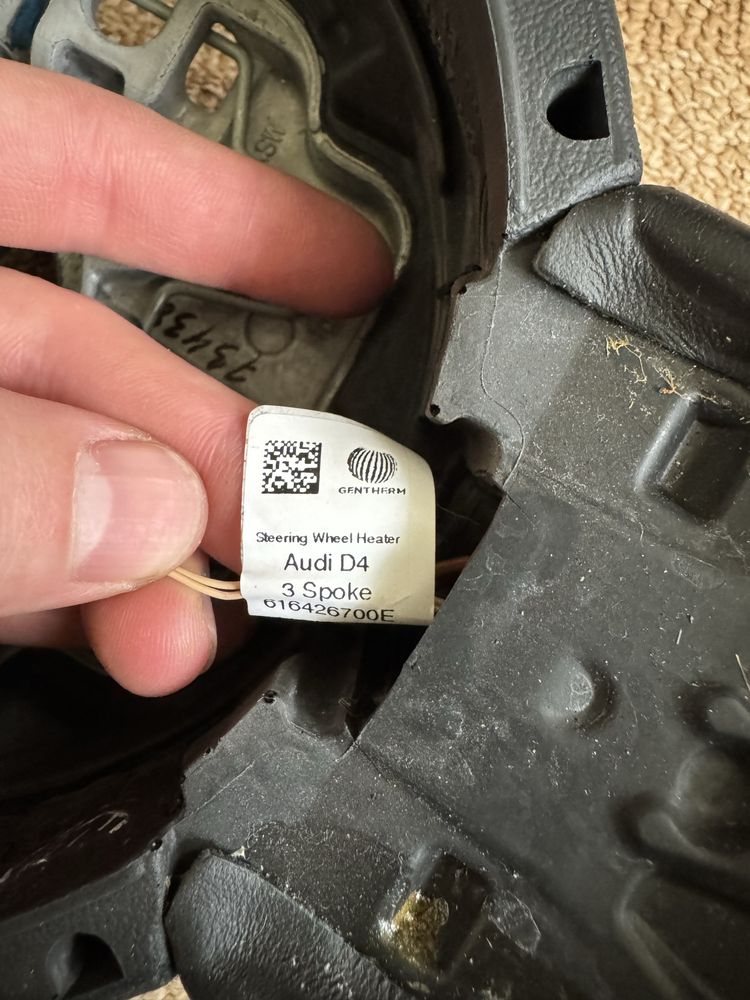 GENTHERM
Steering Wheel Heater
Audi D4
3 Spoke
616426700E